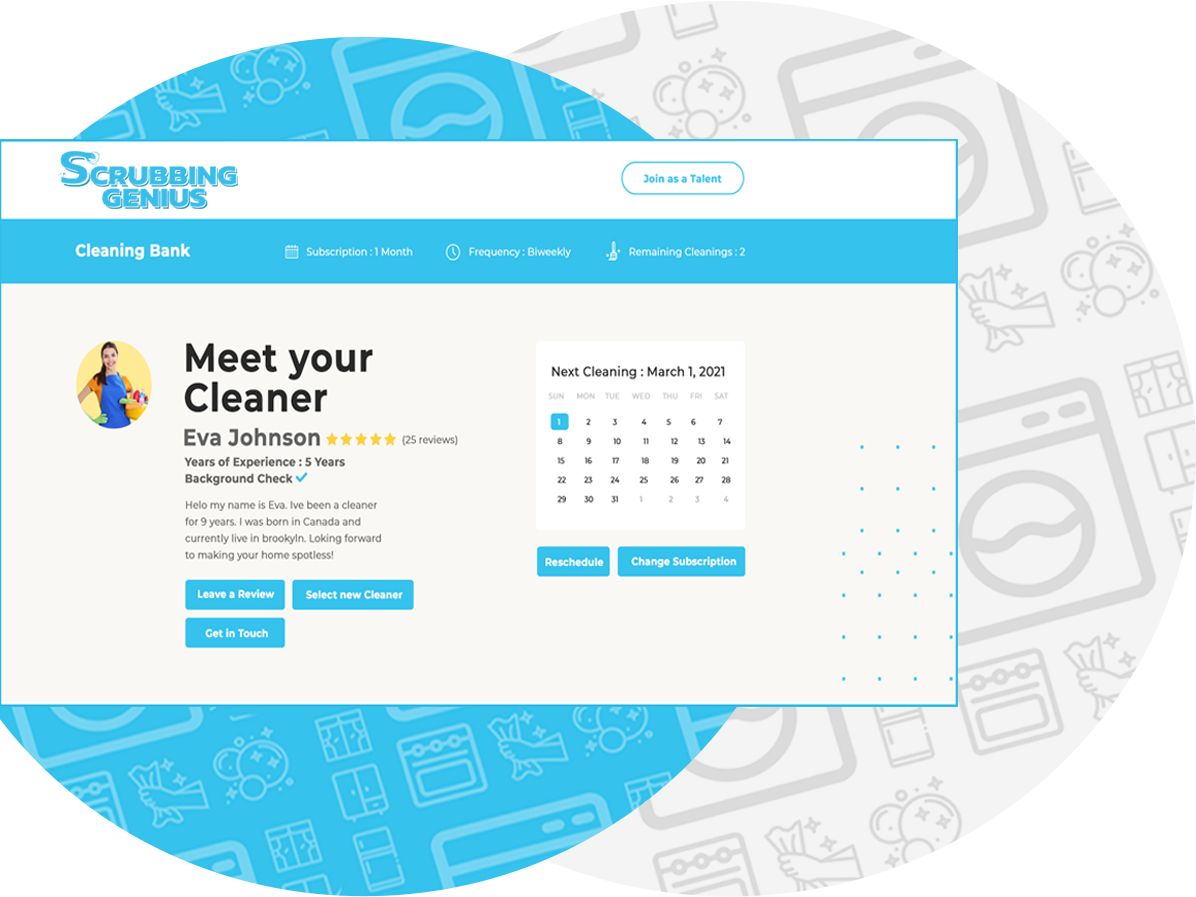 SCRUBBING
GENIUS
Join as a Talent
Cleaning Bank
Subscription : 1 Month
Frequency : Biweekly
Remaining Cleanings : 2
Meet your
Cleaner
Eva Johnson (25 reviews)
Years of Experience : 5 Years
Background Check
Helo my name is Eva. Ive been a cleaner
for 9 years. I was born in Canada and
currently live in brookyln. Loking forward
to making your home spotless!
Leave a Review
Select new Cleaner
Get in Touch
Next Cleaning : March 1, 2021
SUN MON TUE WED THU FRI SAT
1 2 3 4 5 6 7
8 9 10 11 12 13 14
15 16 17 18 19 20 21
22 23 24 25 26 27 28
29 30 31 1 2 3 4
Reschedule
Change Subscription